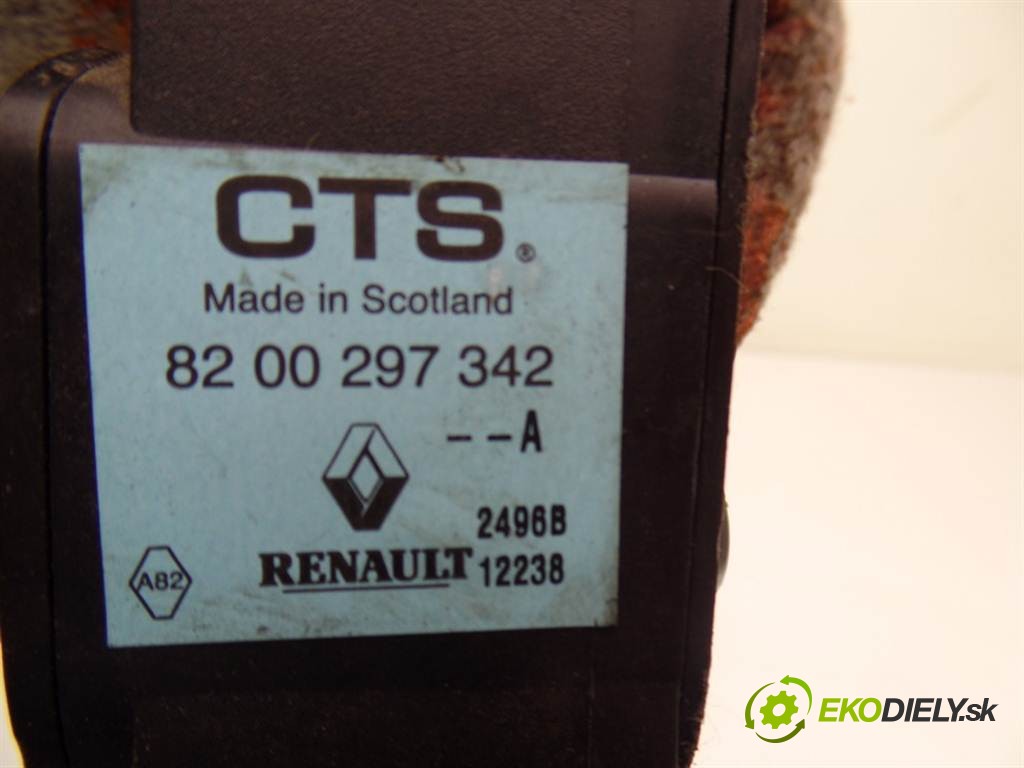 CTS®
Made in Scotland
82 00 297 342
--A
2496B
RENAULT 12238
A82
EKODIELY.sk